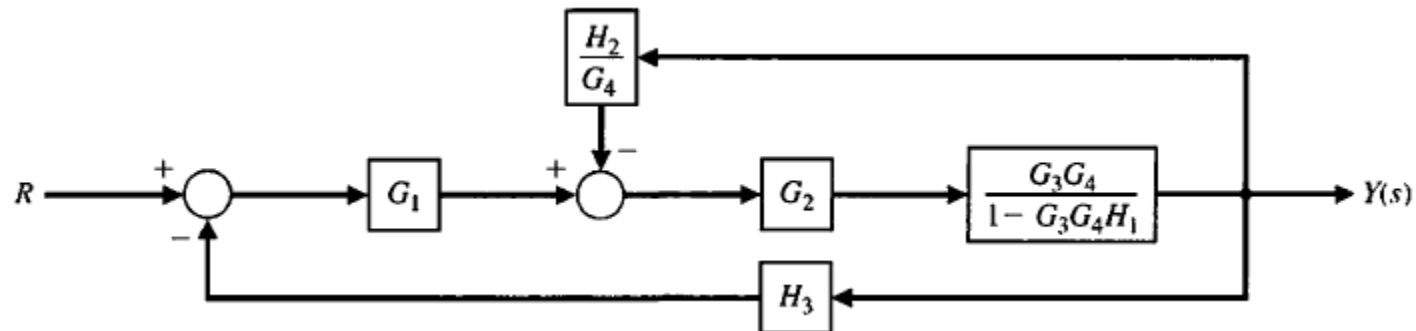 H₂
G₄
+
−
+
−
R
G₁
G₂
G₃G₄
1− G₃G₄H₁
Y(s)
H₃